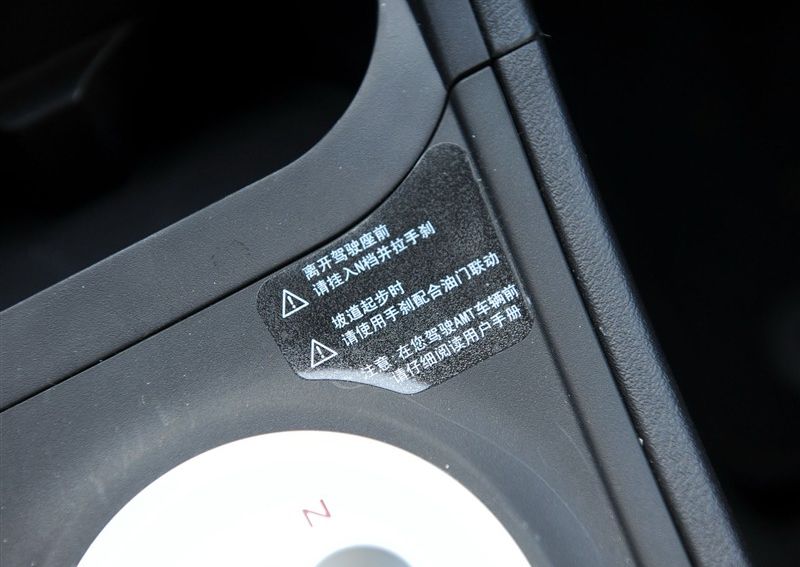 离开驾驶座前
请挂入N档并拉手刹
坡道起步时
请使用手刹配合油门联动
注意:在您驾驶AMT车辆前
请仔细阅读用户手册
N